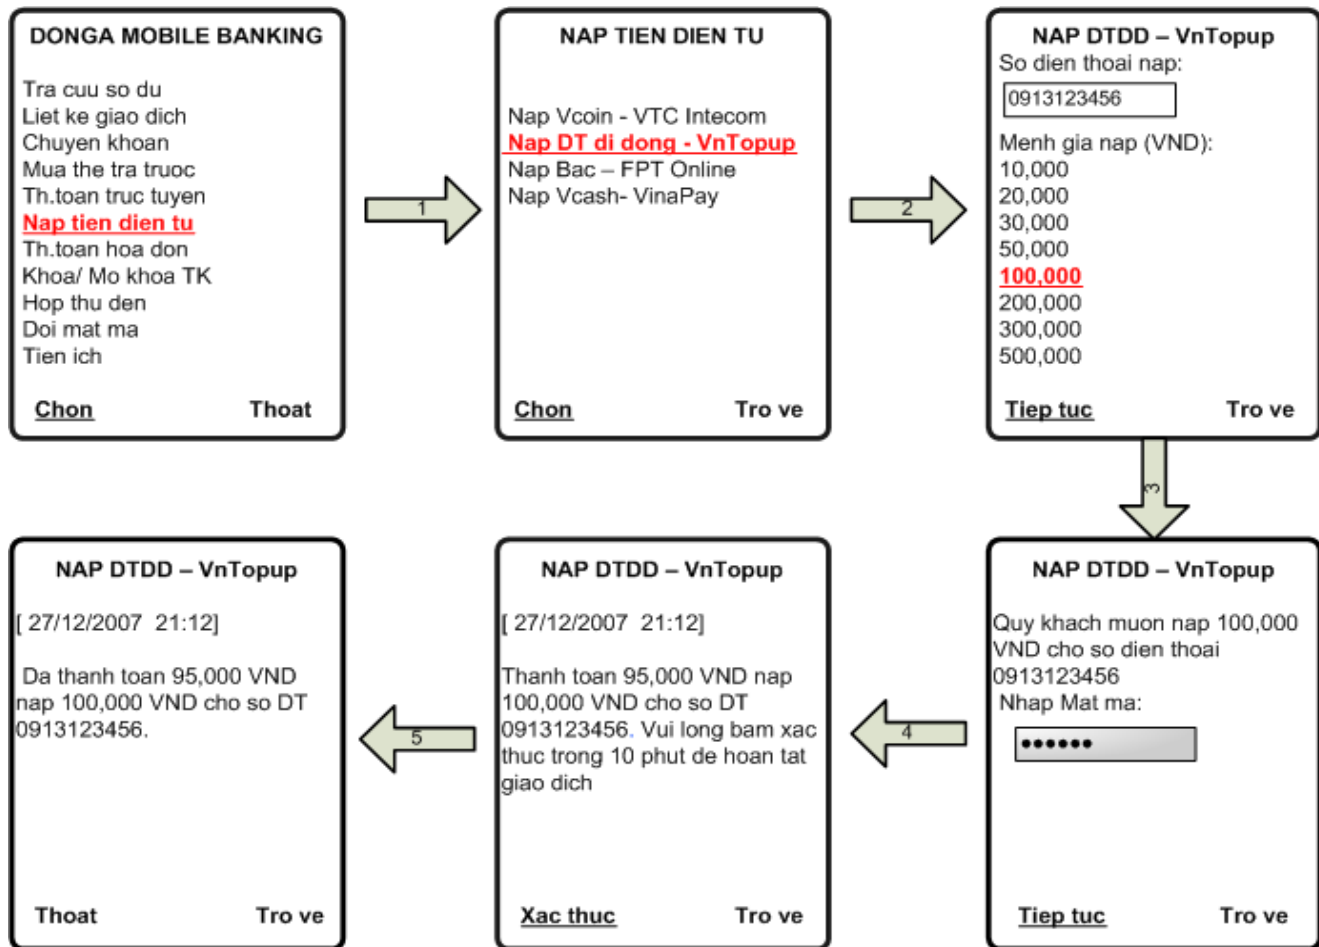 DONGA MOBILE BANKING
Tra cuu so du
Liet ke giao dich
Chuyen khoan
Mua the tra truoc
Th.toan truc tuyen
Nap tien dien tu
Th.toan hoa don
Khoa/ Mo khoa TK
Hop thu den
Doi mat ma
Tien ich
Chon Thoat
1
NAP TIEN DIEN TU
Nap Vcoin - VTC Intecom
Nap DT di dong - VnTopup
Nap Bac – FPT Online
Nap Vcash- VinaPay
Chon Tro ve
2
NAP DTDD – VnTopup
So dien thoai nap:
0913123456
Menh gia nap (VND):
10,000
20,000
30,000
50,000
100,000
200,000
300,000
500,000
Tiep tuc Tro ve
3
NAP DTDD – VnTopup
Quy khach muon nap 100,000
VND cho so dien thoai
0913123456
Nhap Mat ma:
••••••
Tiep tuc Tro ve
4
NAP DTDD – VnTopup
[ 27/12/2007 21:12]
Thanh toan 95,000 VND nap
100,000 VND cho so DT
0913123456. Vui long bam xac
thuc trong 10 phut de hoan tat
giao dich
Xac thuc Tro ve
5
NAP DTDD – VnTopup
[ 27/12/2007 21:12]
Da thanh toan 95,000 VND
nap 100,000 VND cho so DT
0913123456.
Thoat Tro ve